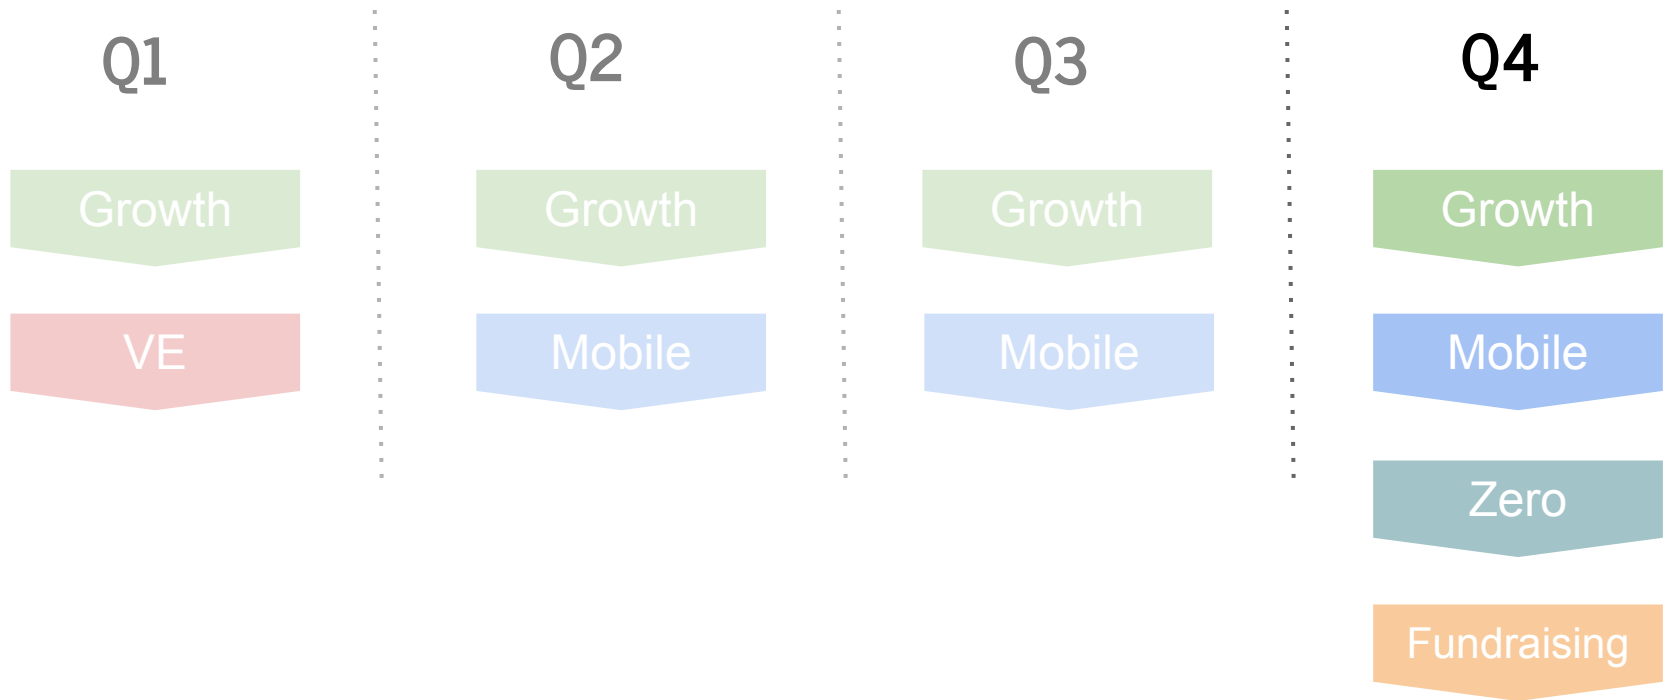 Q1
Q2
Q3
Q4
Growth
Growth
Growth
Growth
VE
Mobile
Mobile
Mobile
Zero
Fundraising